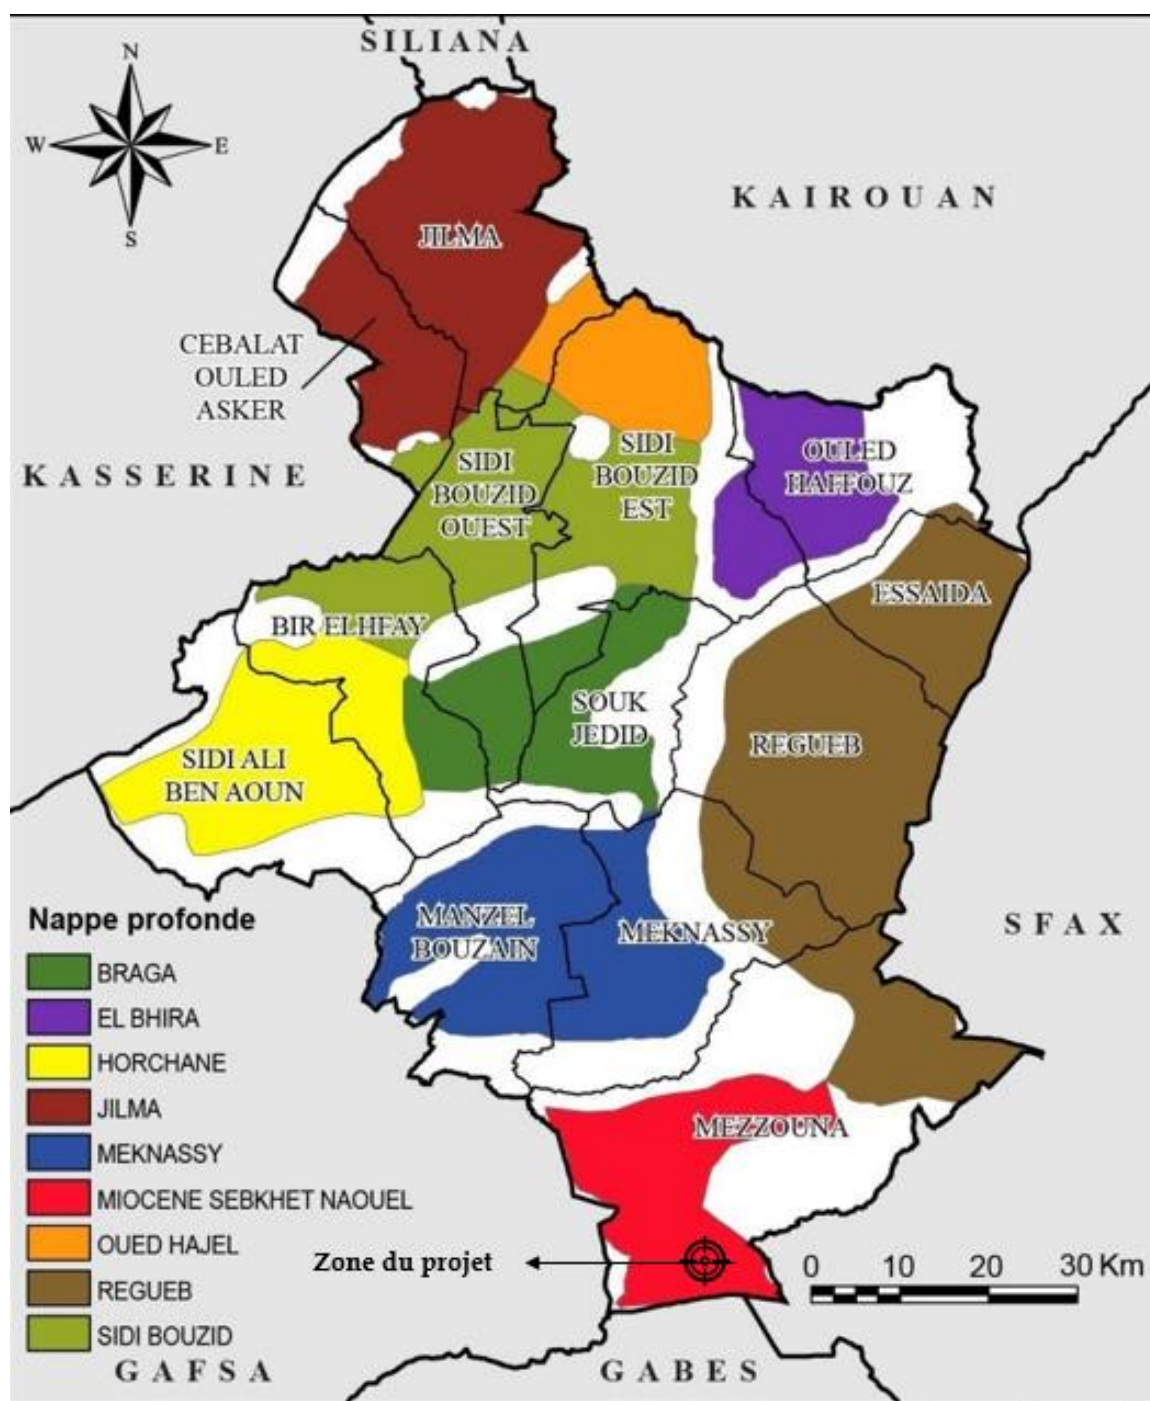 SILIANA
N
W
E
S
KAIROUAN
JILMA
CEBALAT
OULED
ASKER
KASSERINE
SIDI
BOUZID
OUEST
SIDI
BOUZID
EST
OULED
HAFFOUZ
ESSAIDA
BIR ELHFAY
SOUK
JEDID
REGUEB
SIDI ALI
BEN AOUN
MANZEL
BOUZAIN
MEKNASSY
SFAX
Nappe profonde
BRAGA
EL BHIRA
HORCHANE
JILMA
MEKNASSY
MIOCENE SEBKHET NAOUEL
OUED HAJEL
REGUEB
SIDI BOUZID
MEZZOUNA
Zone du projet
0 10 20 30 Km
GAFSA
GABES